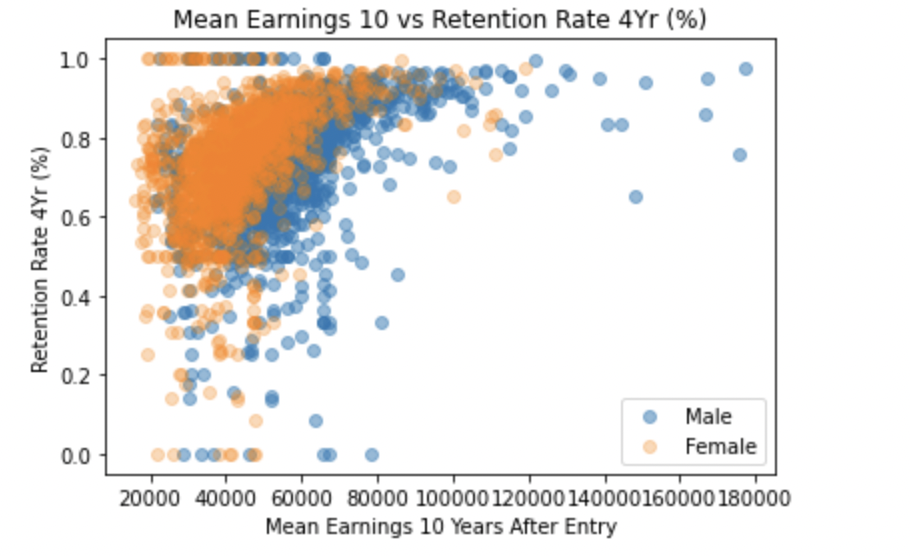 Mean Earnings 10 vs Retention Rate 4Yr (%)
Retention Rate 4Yr (%)
1.0
0.8
0.6
0.4
0.2
0.0
Male
Female
20000 40000 60000 80000 100000 120000 140000 160000 180000
Mean Earnings 10 Years After Entry